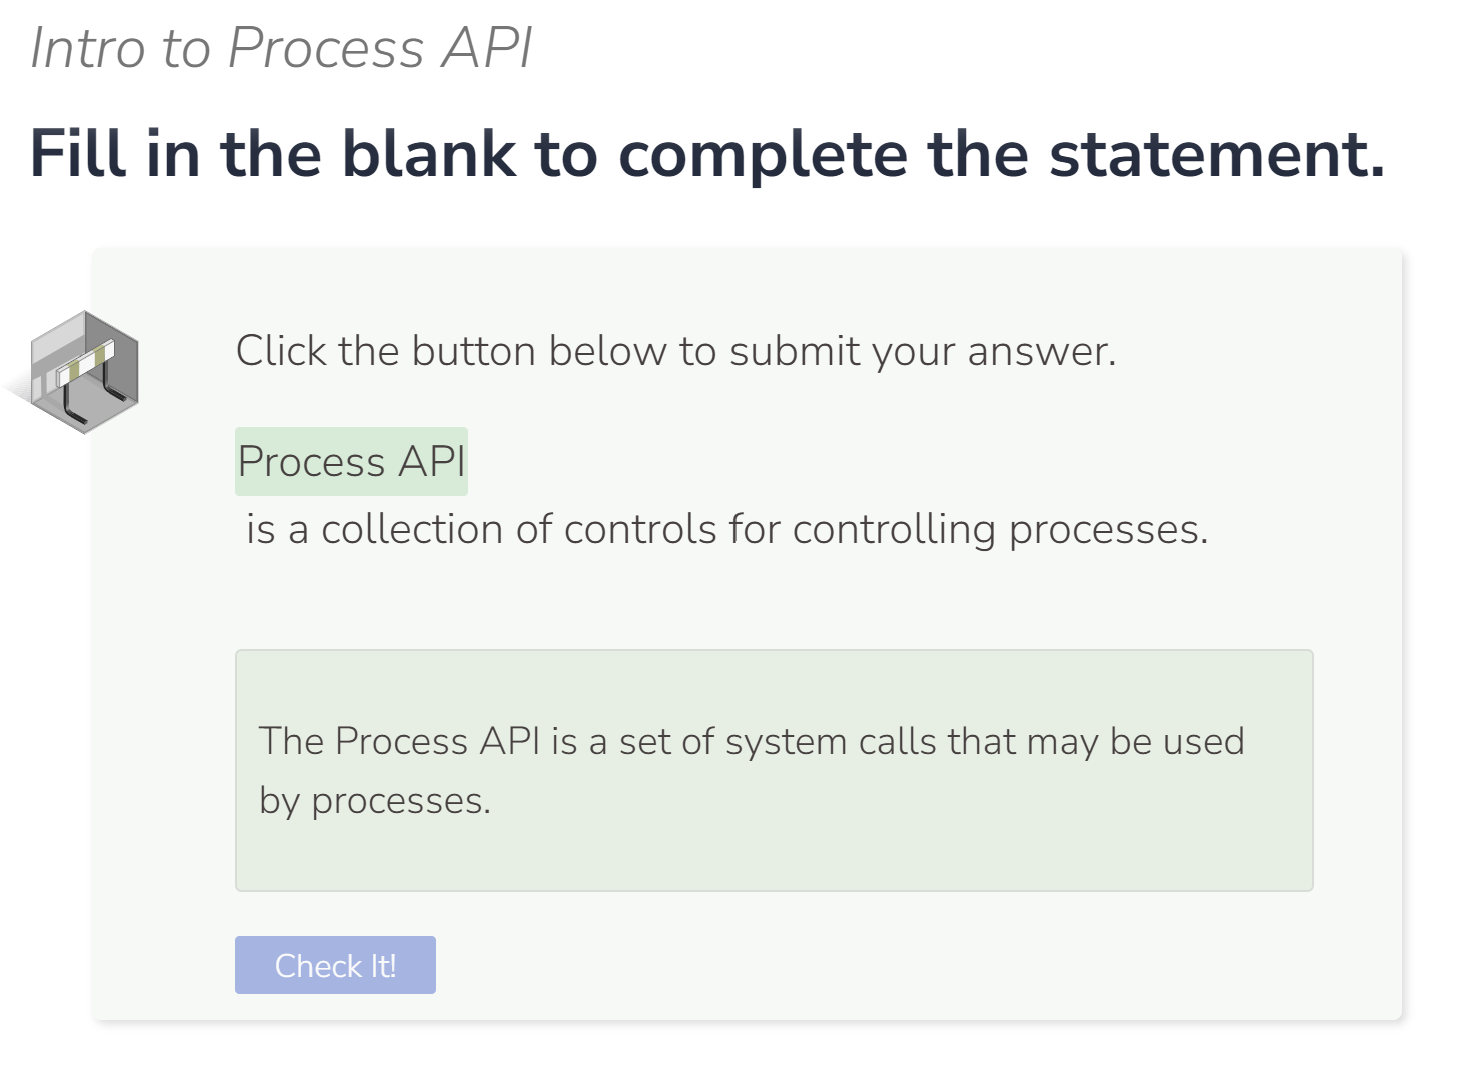 Intro to Process API
Fill in the blank to complete the statement.
Click the button below to submit your answer.
Process API
is a collection of controls for controlling processes.
The Process API is a set of system calls that may be used
by processes.
Check It!